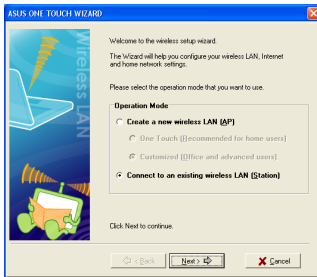 ASUS ONE TOUCH WIZARD
Wireless LAN
Welcome to the wireless setup wizard.
The Wizard will help you configure your wireless LAN, Internet
and home network settings.
Please select the operation mode that you want to use.
Operation Mode
Create a new wireless LAN (AP)
One Touch (Recommended for home users)
Customized (Office and advanced users)
Connect to an existing wireless LAN (Station)
Click Next to continue.
< Back
Next >
Cancel